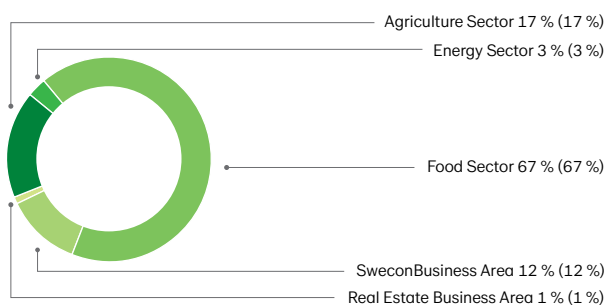 Agriculture Sector 17 % (17 %)
Energy Sector 3 % (3 %)
Food Sector 67 % (67 %)
SweconBusiness Area 12 % (12 %)
Real Estate Business Area 1 % (1 %)